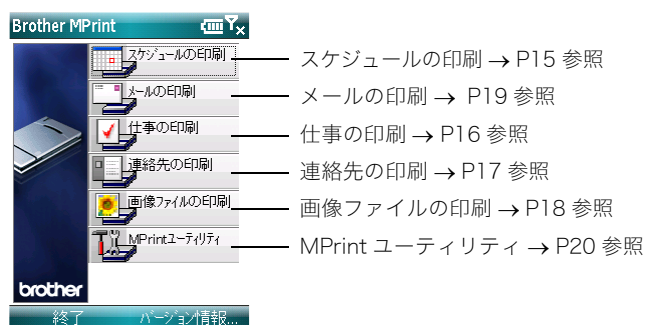 Brother MPrint
スケジュールの印刷
メールの印刷
仕事の印刷
連絡先の印刷
画像ファイルの印刷
MPrintユーティリティ
brother
終了 バージョン情報...
スケジュールの印刷 → P15 参照
メールの印刷 → P19 参照
仕事の印刷 → P16 参照
連絡先の印刷 → P17 参照
画像ファイルの印刷 → P18 参照
MPrint ユーティリティ → P20 参照